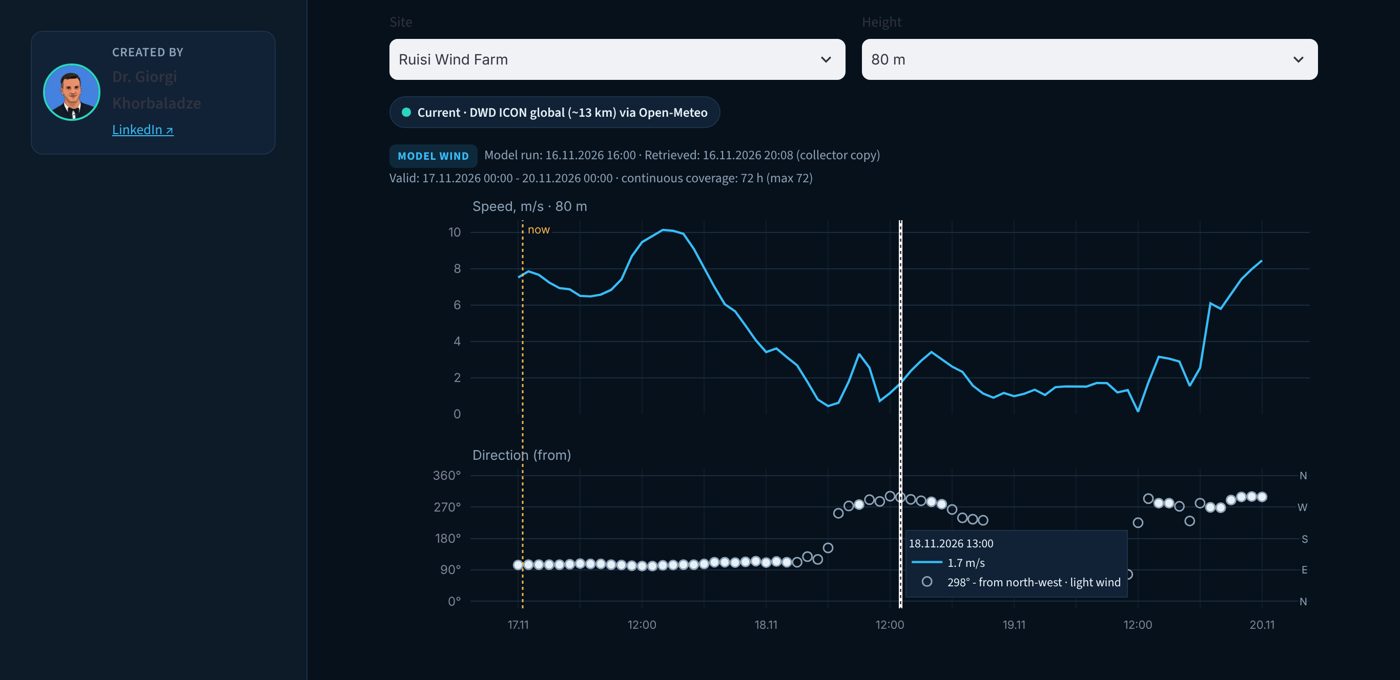 CREATED BY
Dr. Giorgi
Khorbaladze
LinkedIn ↗
Site
Height
Ruisi Wind Farm
80 m
Current · DWD ICON global (~13 km) via Open-Meteo
MODEL WIND Model run: 16.11.2026 16:00 · Retrieved: 16.11.2026 20:08 (collector copy)
Valid: 17.11.2026 00:00 - 20.11.2026 00:00 · continuous coverage: 72 h (max 72)
Speed, m/s · 80 m
now
10
8
6
4
2
0
Direction (from)
360° N
270° W
180° S
90° E
0° N
18.11.2026 13:00
1.7 m/s
298° - from north-west · light wind
17.11 12:00 18.11 12:00 19.11 12:00 20.11